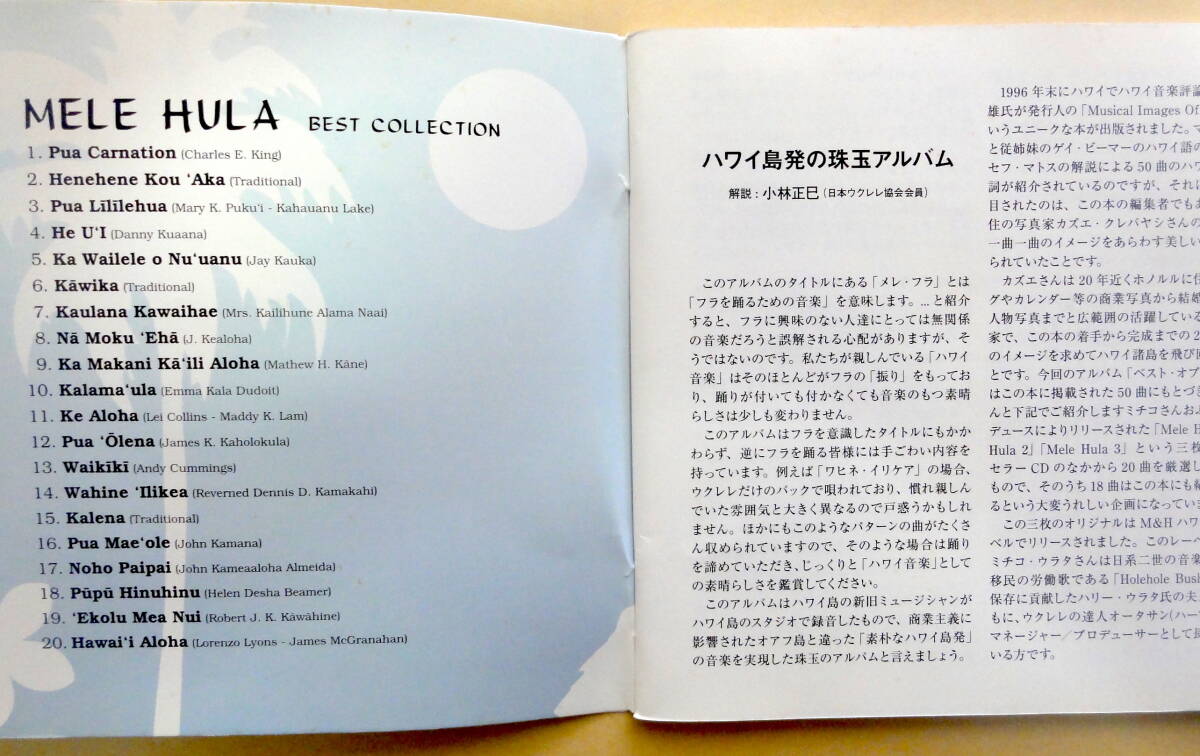 MELE HULA BEST COLLECTION
1. Pua Carnation (Charles E. King)
2. Henehene Kou ‘Aka (Traditional)
3. Pua Līlīlehua (Mary K. Puku‘i - Kahauanu Lake)
4. He U‘I (Danny Kuaana)
5. Ka Wailele o Nu‘uanu (Jay Kauka)
6. Kāwika (Traditional)
7. Kaulana Kawaihae (Mrs. Kailihune Alama Naai)
8. Nā Moku ‘Ehā (J. Kealoha)
9. Ka Makani Kā‘ili Aloha (Mathew H. Kāne)
10. Kalama‘ula (Emma Kala Dudoit)
11. Ke Aloha (Lei Collins - Maddy K. Lam)
12. Pua ‘Ōlena (James K. Kaholokula)
13. Waikīkī (Andy Cummings)
14. Wahine ‘Ilikea (Reverned Dennis D. Kamakahi)
15. Kalena (Traditional)
16. Pua Mae‘ole (John Kamana)
17. Noho Paipai (John Kameaaloha Almeida)
18. Pūpū Hinuhinu (Helen Desha Beamer)
19. ‘Ekolu Mea Nui (Robert J. K. Kāwāhine)
20. Hawai‘i Aloha (Lorenzo Lyons - James McGranahan)
ハワイ島発の珠玉アルバム
解説：小林正巳（日本ウクレレ協会会員）
このアルバムのタイトルにある「メレ・フラ」とは
「フラを踊るための音楽」を意味します。...と紹介
すると、フラに興味のない人達にとっては無関係
の音楽だろうと誤解される心配がありますが、そ
うではないのです。私たちが親しんでいる「ハワイ
音楽」はそのほとんどがフラの「振り」をもってお
り、踊りが付いても付かなくても音楽のもつ素晴
らしさは少しも変わりません。
このアルバムはフラを意識したタイトルにもかか
わらず、逆にフラを踊る皆様には手ごわい内容を
持っています。例えば「ワヒネ・イリケア」の場合、
ウクレレだけのバックで唄われており、慣れ親しん
でいた雰囲気と大きく異なるので戸惑うかもしれ
ません。ほかにもこのようなパターンの曲がたくさ
ん収められていますので、そのような場合は踊り
を諦めていただき、じっくりと「ハワイ音楽」として
の素晴らしさを鑑賞してください。
このアルバムはハワイ島の新旧ミュージシャンが
ハワイ島のスタジオで録音したもので、商業主義に
影響されたオアフ島と違った「素朴なハワイ島発」
の音楽を実現した珠玉のアルバムと言えましょう。
1996年末にハワイでハワイ音楽評論
雄氏が発行人の「Musical Images Of
いうユニークな本が出版されました。マ
と従姉妹のゲイ・ビーマーのハワイ語の
セフ・マトスの解説による50曲のハワ
詞が紹介されているのですが、それに
目されたのは、この本の編集者でもあ
住の写真家カズエ・クレバヤシさんの
一曲一曲のイメージをあらわす美しい
られていたことです。
カズエさんは20年近くホノルルに住
グやカレンダー等の商業写真から結婚
人物写真までと広範囲の活躍している
家で、この本の着手から完成までの2
のイメージを求めてハワイ諸島を飛び回
とです。今回のアルバム「ベスト・オブ
はこの本に掲載された50曲にもとづき
んと下記でご紹介しますミチコさんおよ
デュースによりリリースされた「Mele H
Hula 2」「Mele Hula 3」という三枚
セラーCDのなかから20曲を厳選し
もので、そのうち18曲はこの本にも紹
るという大変うれしい企画になっていま
この三枚のオリジナルはM&Hハワ
ベルでリリースされました。このレーベ
ミチコ・ウラタさんは日系二世の音楽
移民の労働歌である「Holehole Bush
保存に貢献したハリー・ウラタ氏の夫
もに、ウクレレの達人オータサン(ハー
マネージャー／プロデューサーとして長
いる方です。